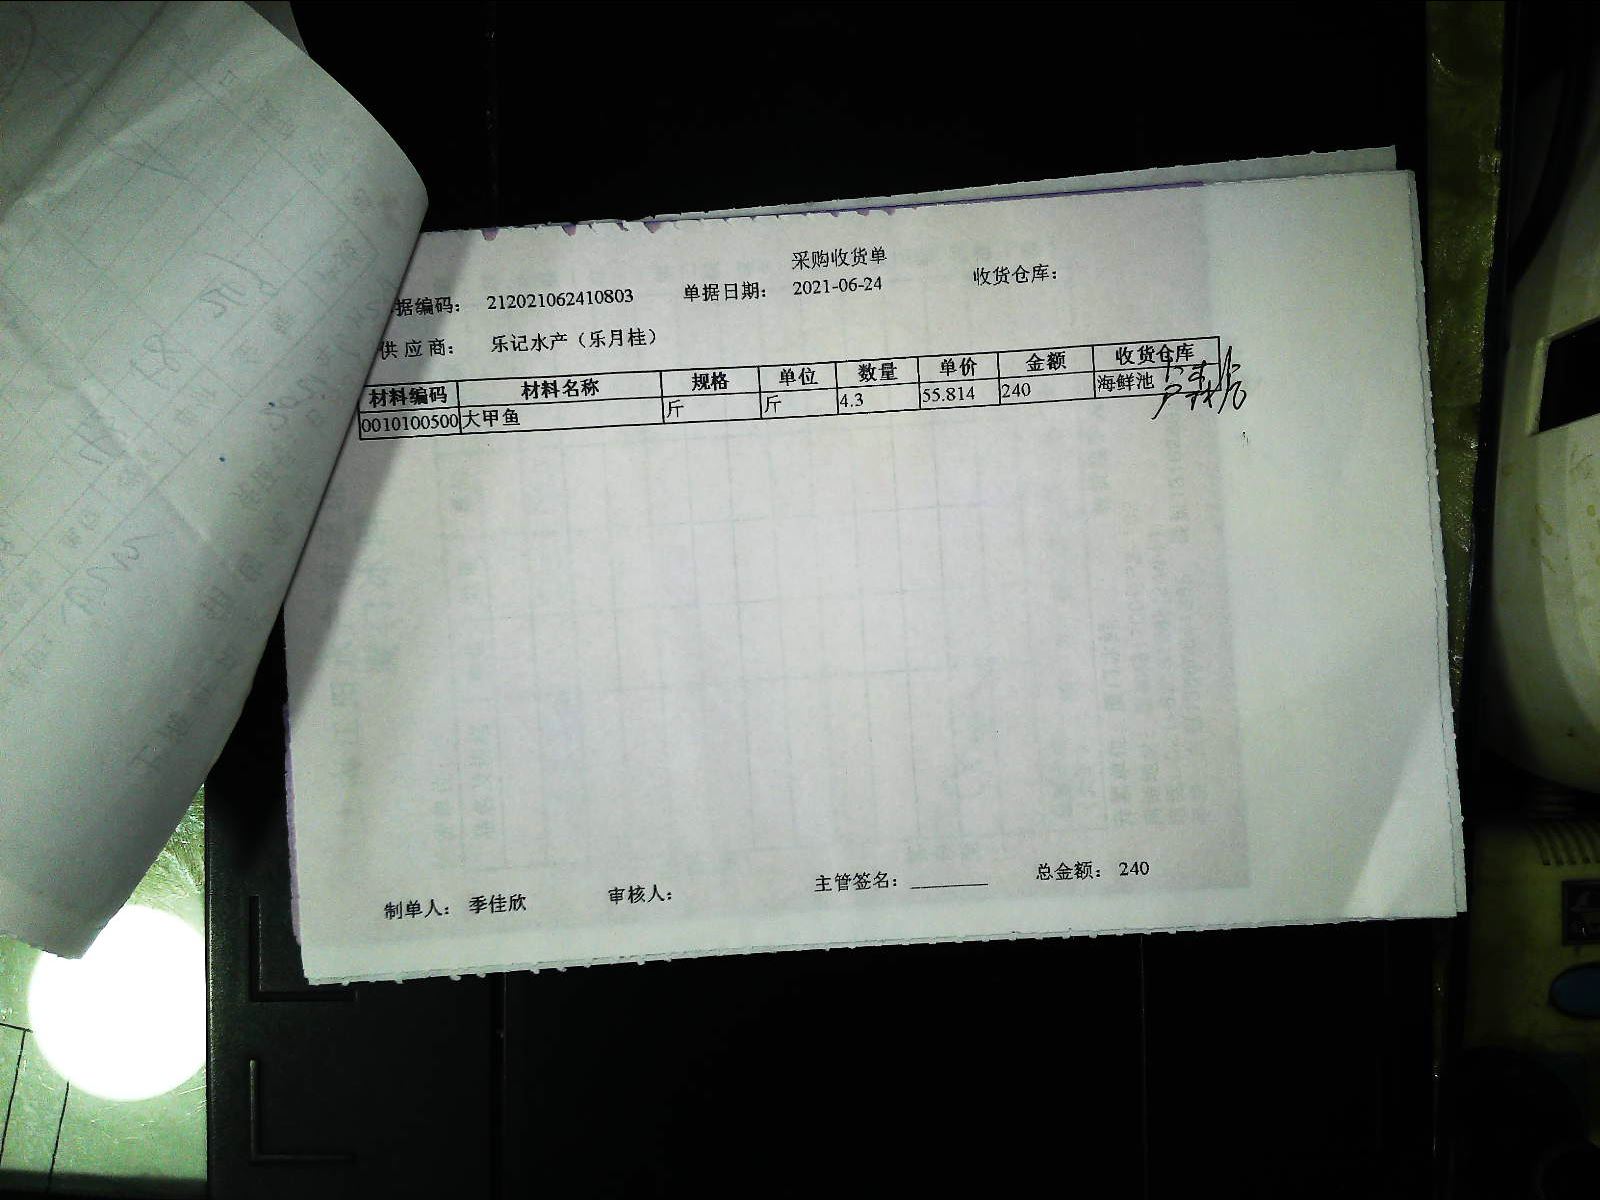 采购收货单
据编码： 212021062410803 单据日期： 2021-06-24 收货仓库：
供应商： 乐记水产（乐月桂）
材料编码 材料名称 规格 单位 数量 单价 金额 收货仓库
0010100500 大甲鱼 斤 斤 4.3 55.814 240 海鲜池
制单人： 季佳欣 审核人： 主管签名：________ 总金额： 240